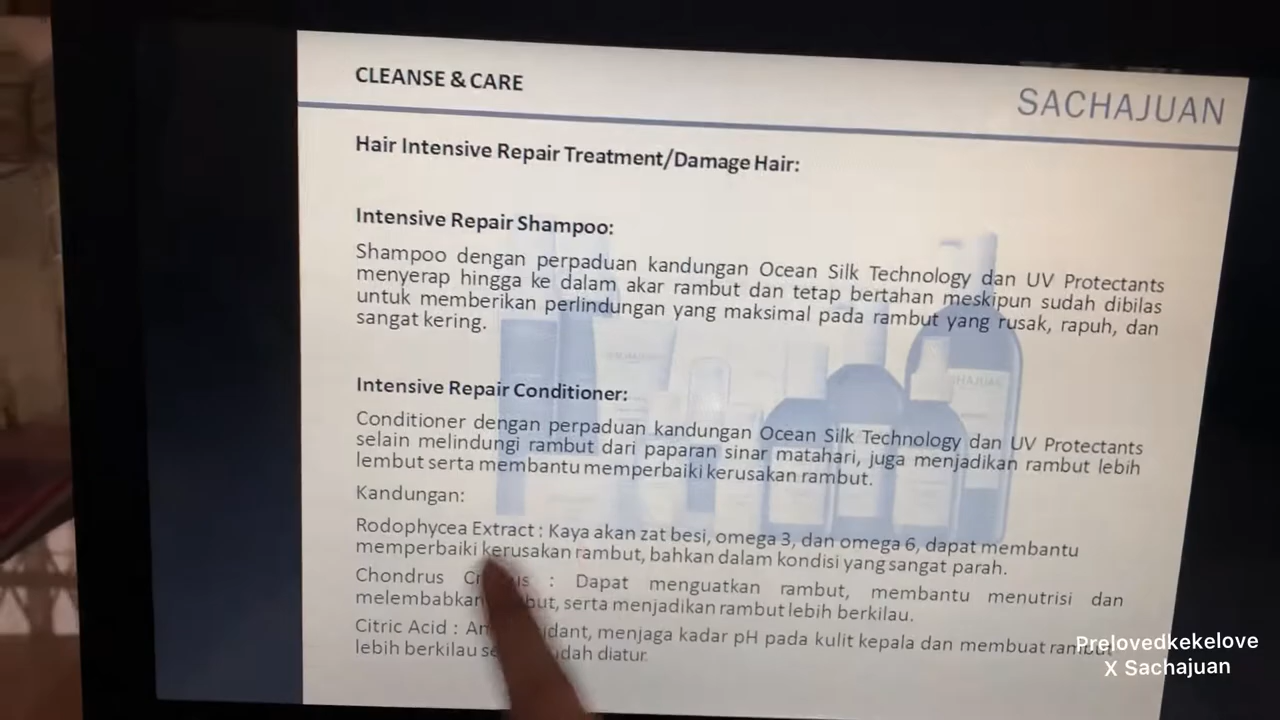 CLEANSE & CARE
SACHAJUAN
Hair Intensive Repair Treatment/Damage Hair:
Intensive Repair Shampoo:
Shampoo dengan perpaduan kandungan Ocean Silk Technology dan UV Protectants
menyerap hingga ke dalam akar rambut dan tetap bertahan meskipun sudah dibilas
untuk memberikan perlindungan yang maksimal pada rambut yang rusak, rapuh, dan
sangat kering.
Intensive Repair Conditioner:
Conditioner dengan perpaduan kandungan Ocean Silk Technology dan UV Protectants
selain melindungi rambut dari paparan sinar matahari, juga menjadikan rambut lebih
lembut serta membantu memperbaiki kerusakan rambut.
Kandungan:
Rodophycea Extract : Kaya akan zat besi, omega 3, dan omega 6, dapat membantu
memperbaiki kerusakan rambut, bahkan dalam kondisi yang sangat parah.
Chondrus : Dapat menguatkan rambut, membantu menutrisi dan
melembabkan serta menjadikan rambut lebih berkilau.
Citric Acid : menjaga kadar pH pada kulit kepala dan membuat rambut
lebih berkilau diatur.
Prelovedkekelove
X Sachajuan